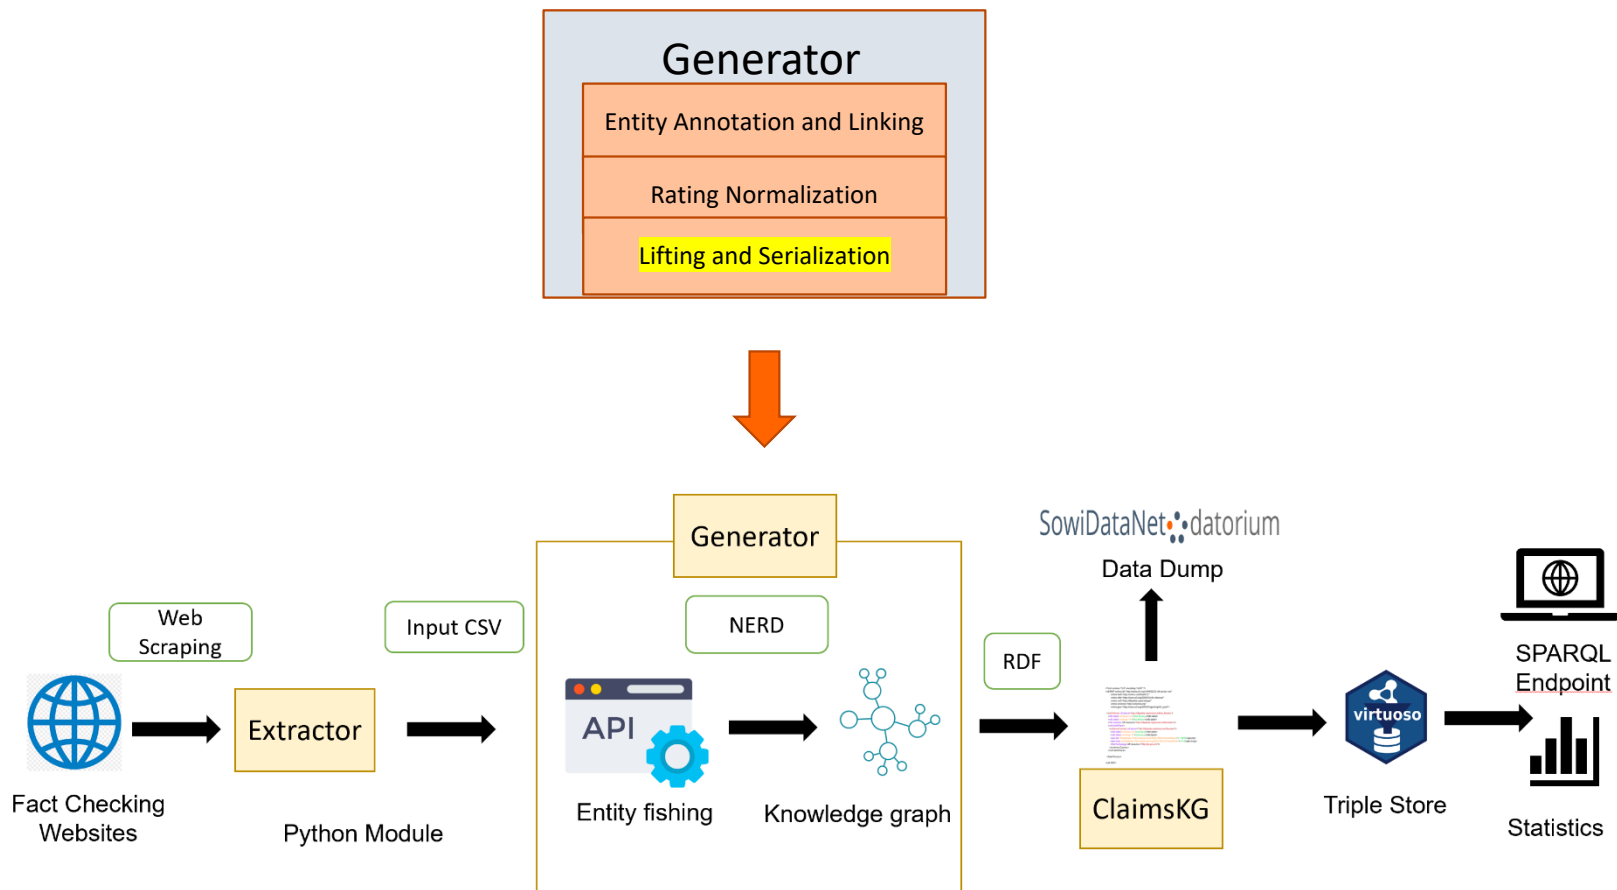 Generator
Entity Annotation and Linking
Rating Normalization
Lifting and Serialization
Generator
SowiDataNet datorium
Data Dump
Web
Scraping
Input CSV
NERD
RDF
SPARQL
Endpoint
API
virtuoso
Extractor
ClaimsKG
Fact Checking
Websites
Python Module
Entity fishing
Knowledge graph
Triple Store
Statistics